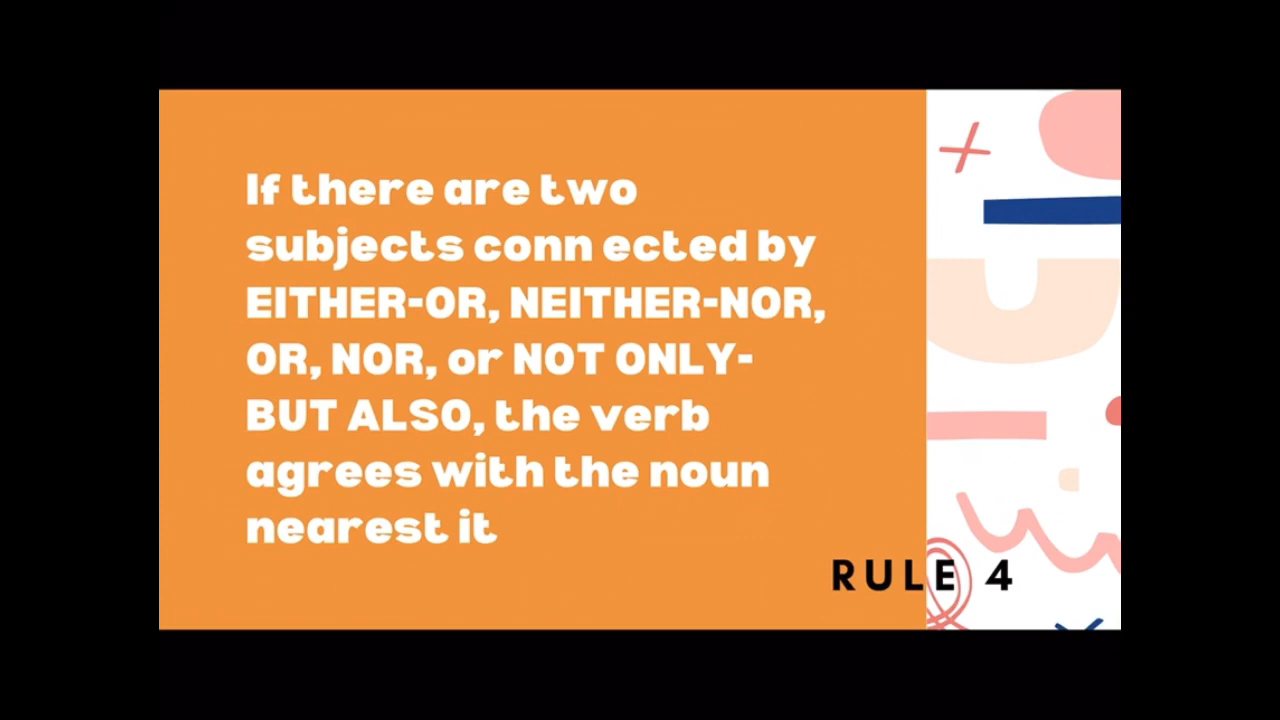 If there are two
subjects conn ected by
EITHER-OR, NEITHER-NOR,
OR, NOR, or NOT ONLY-
BUT ALSO, the verb
agrees with the noun
nearest it
RULE 4